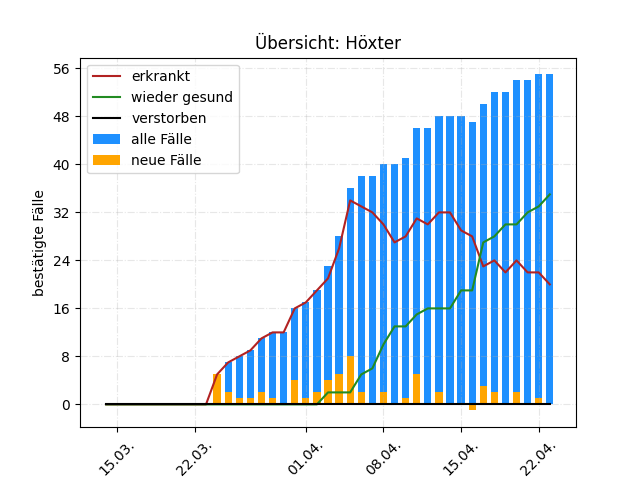 Übersicht: Höxter
erkrankt
wieder gesund
verstorben
alle Fälle
neue Fälle
bestätigte Fälle
56
48
40
32
24
16
8
0
15.03.
22.03.
01.04.
08.04.
15.04.
22.04.